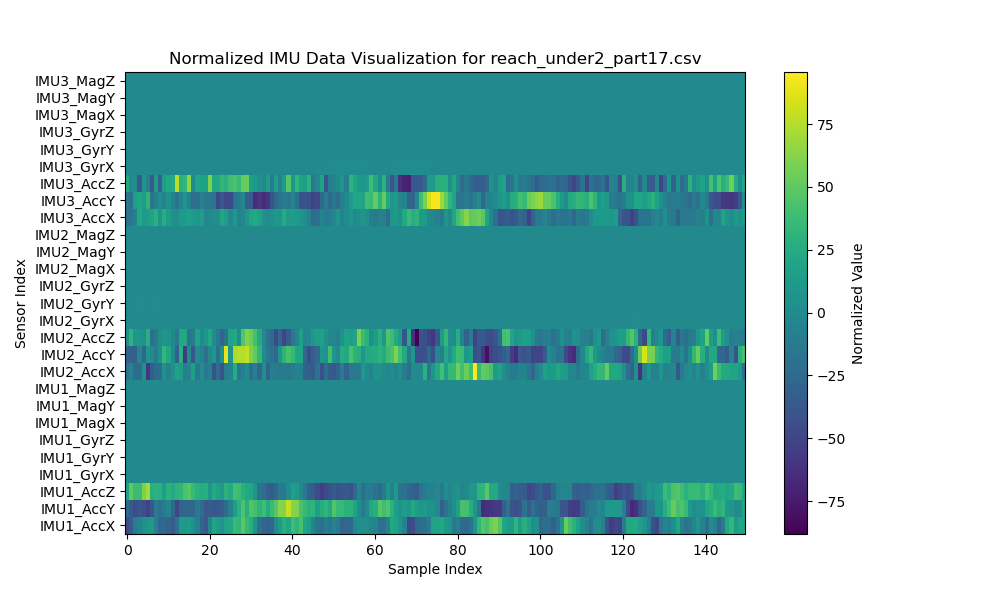 Normalized IMU Data Visualization for reach_under2_part17.csv
IMU3_MagZ
IMU3_MagY
IMU3_MagX
IMU3_GyrZ
IMU3_GyrY
IMU3_GyrX
IMU3_AccZ
IMU3_AccY
IMU3_AccX
IMU2_MagZ
IMU2_MagY
IMU2_MagX
IMU2_GyrZ
IMU2_GyrY
IMU2_GyrX
IMU2_AccZ
IMU2_AccY
IMU2_AccX
IMU1_MagZ
IMU1_MagY
IMU1_MagX
IMU1_GyrZ
IMU1_GyrY
IMU1_GyrX
IMU1_AccZ
IMU1_AccY
IMU1_AccX
Sensor Index
0 20 40 60 80 100 120 140
Sample Index
75
50
25
0
−25
−50
−75
Normalized Value